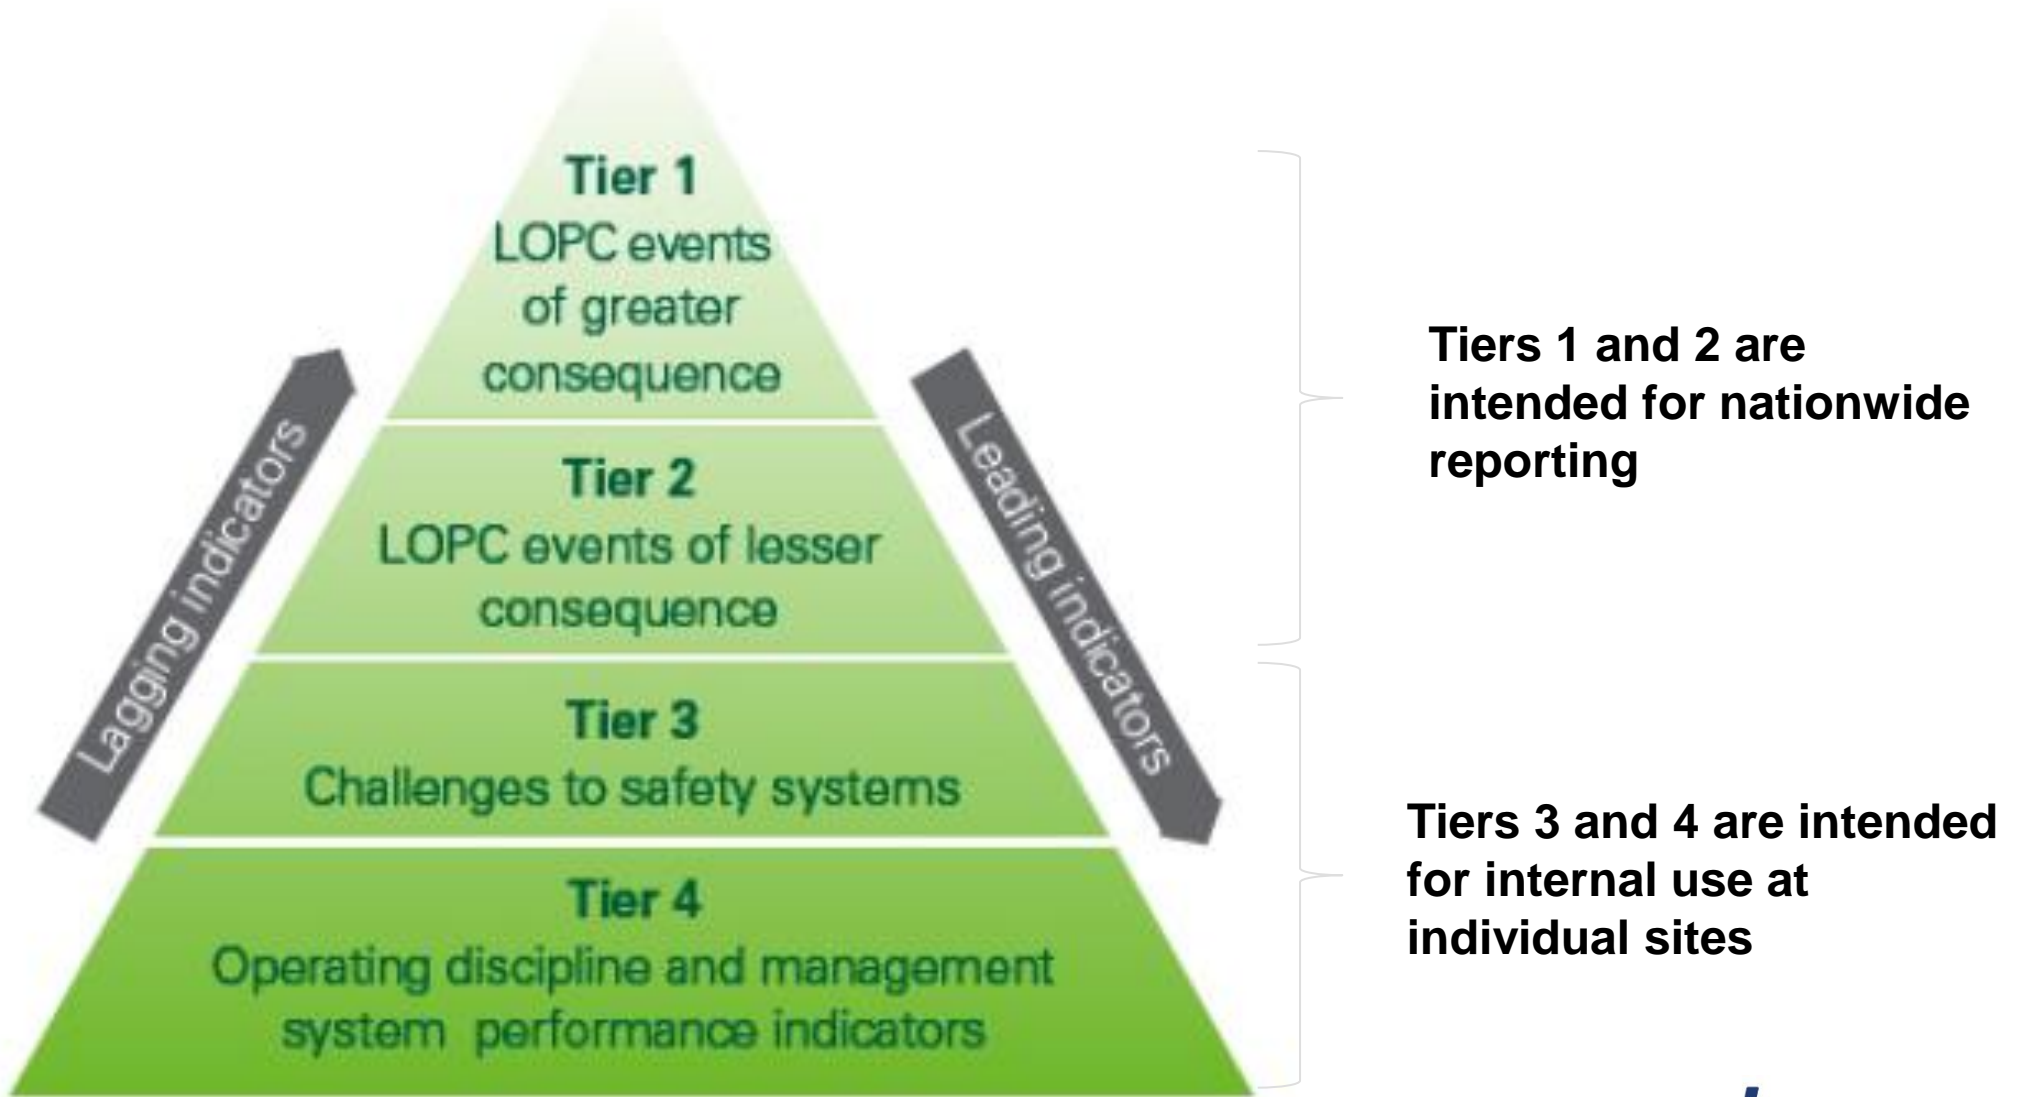 Tier 1
LOPC events
of greater
consequence
Tier 2
LOPC events of lesser
consequence
Tier 3
Challenges to safety systems
Tier 4
Operating discipline and management
system performance indicators
Lagging indicators
Leading indicators
Tiers 1 and 2 are
intended for nationwide
reporting
Tiers 3 and 4 are intended
for internal use at
individual sites